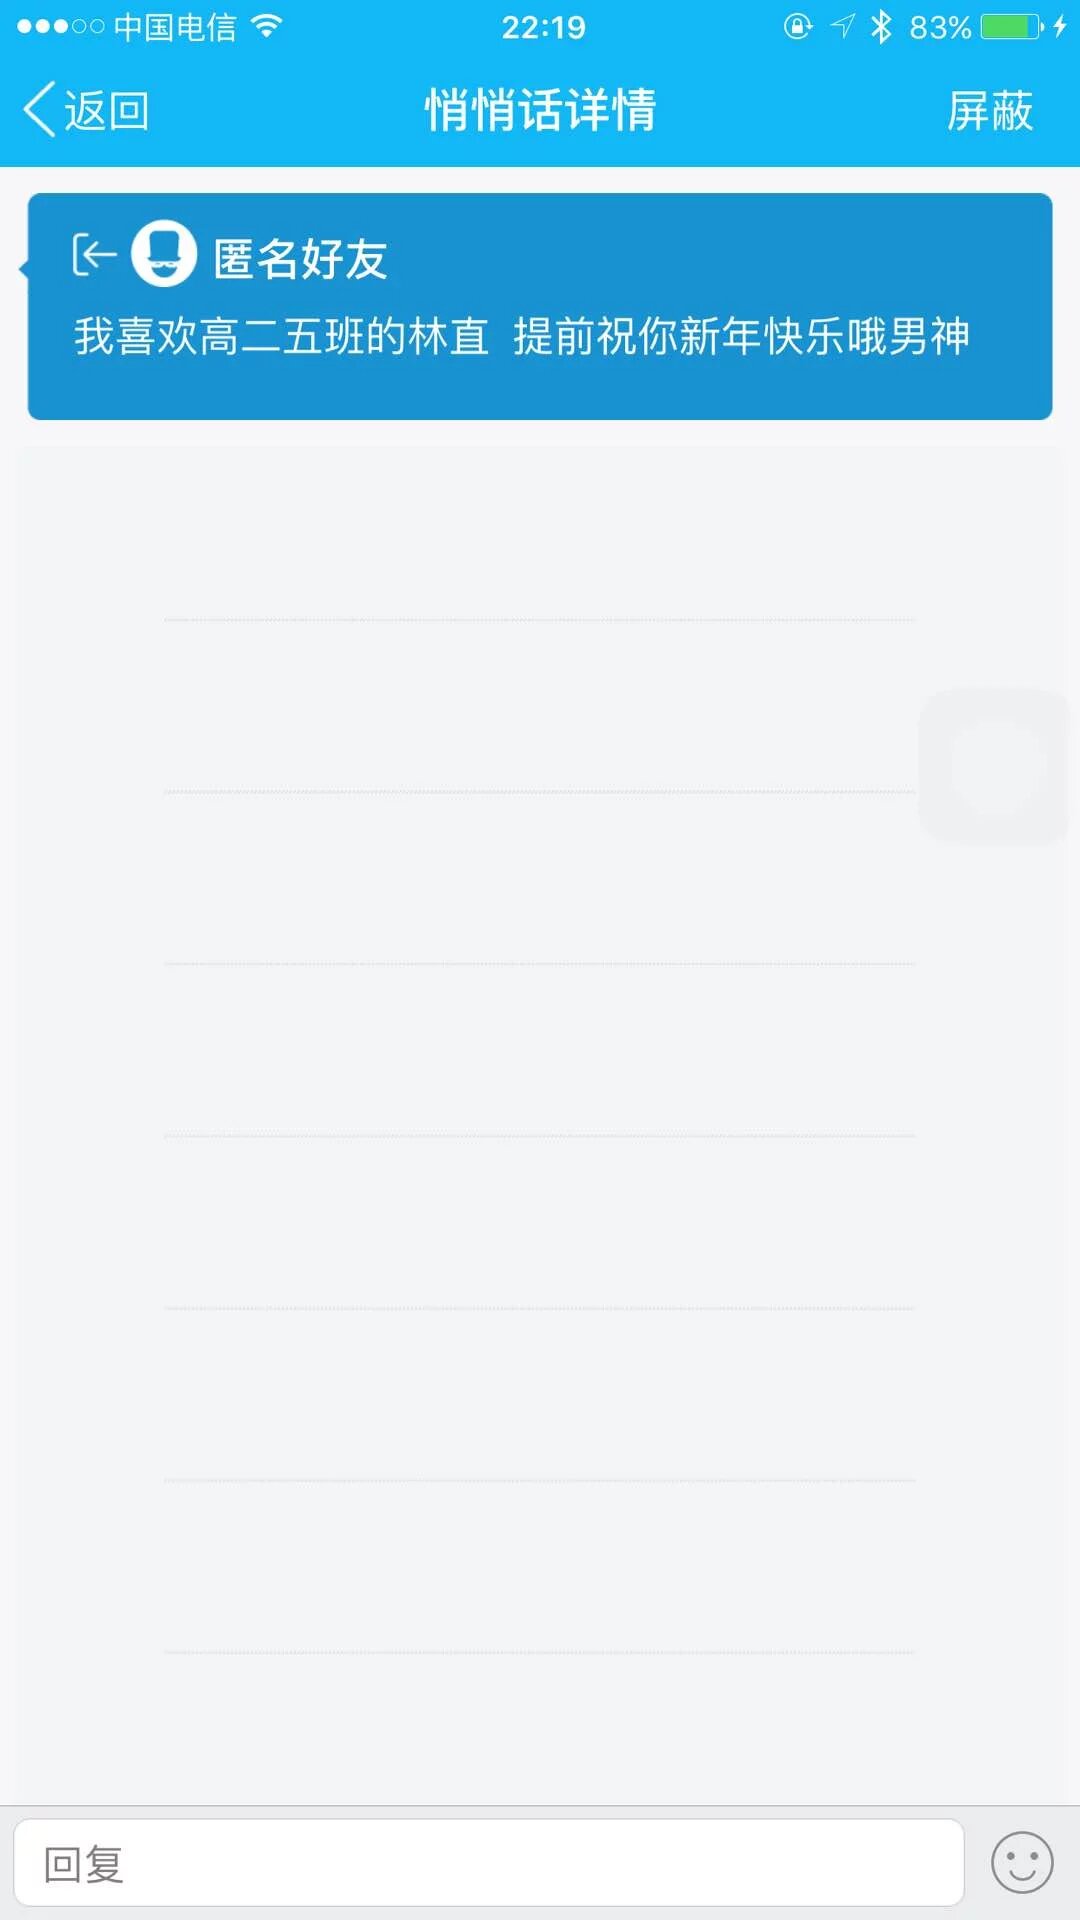 中国电信 22:19 83%
返回 悄悄话详情 屏蔽
匿名好友
我喜欢高二五班的林直 提前祝你新年快乐哦男神
回复